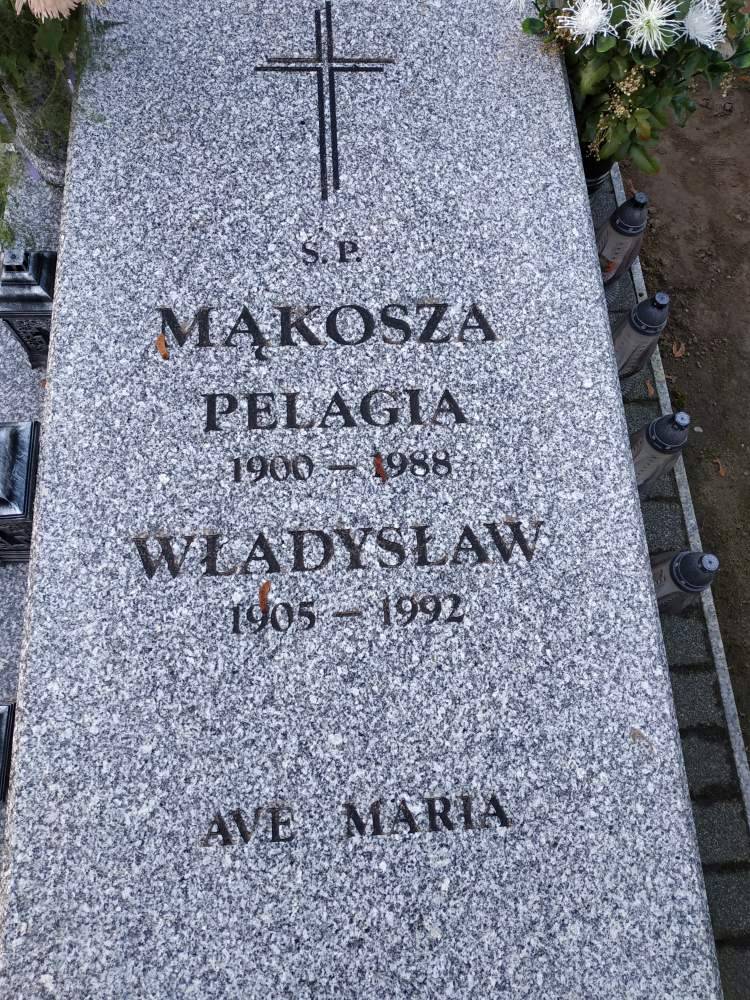 S.P.
MĄKOSZA
PELAGIA
1900 – 1988
WŁADYSŁAW
1905 – 1992
AVE MARIA